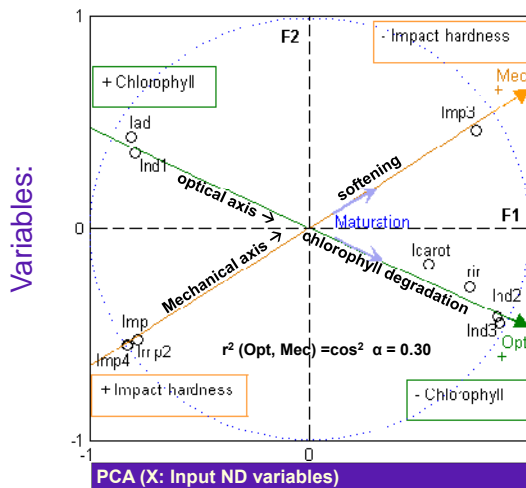 1
F2
- Impact hardness
+ Chlorophyll
Mec
+
Iad
Imp3
Ind1
optical axis
softening
Maturation
F1
0
Mechanical axis
chlorophyll degradation
Icarot
rir
Ind2
Imp
Ind3
Imp4
Imp2
r² (Opt, Mec) =cos² α = 0.30
Opt
+
+ Impact hardness
- Chlorophyll
-1
-1
0
Variables:
PCA (X: Input ND variables)